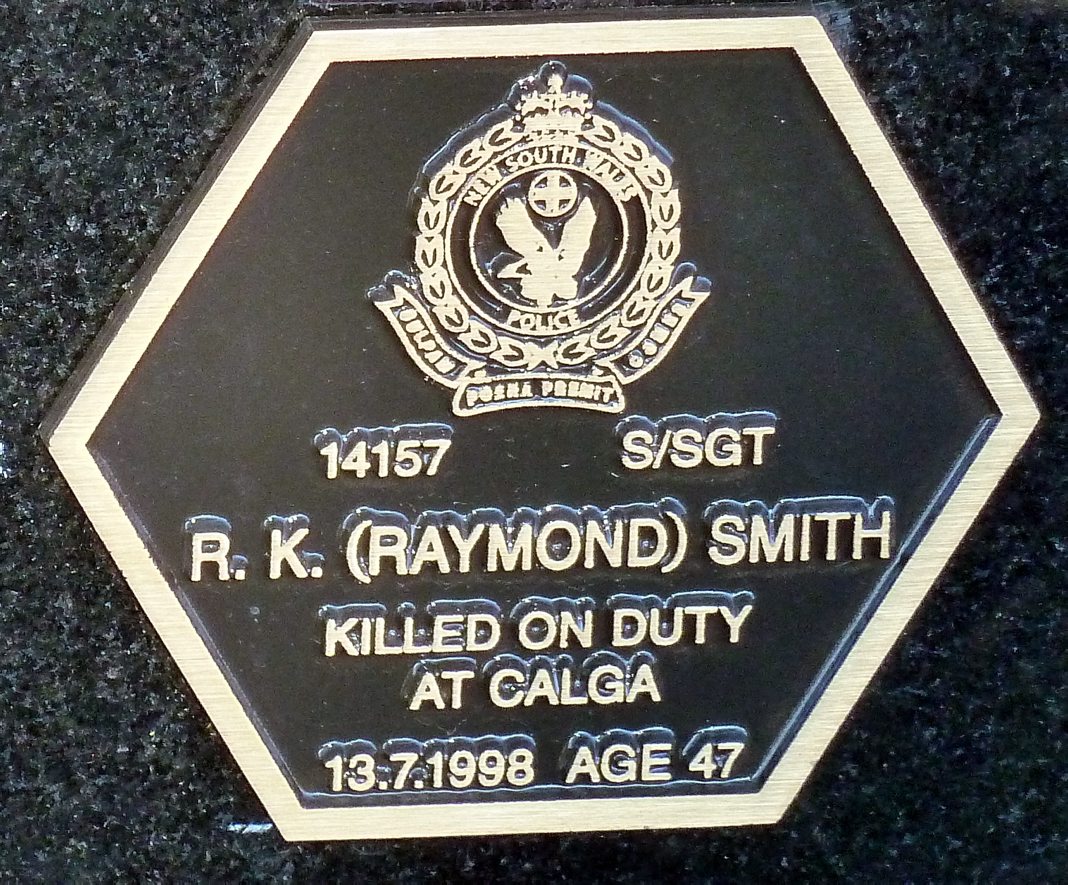 NEW SOUTH WALES
POLICE
CULPAM
POENA PREMIT
COMES
14157 S/SGT
R. K. (RAYMOND) SMITH
KILLED ON DUTY
AT CALGA
13.7.1998 AGE 47